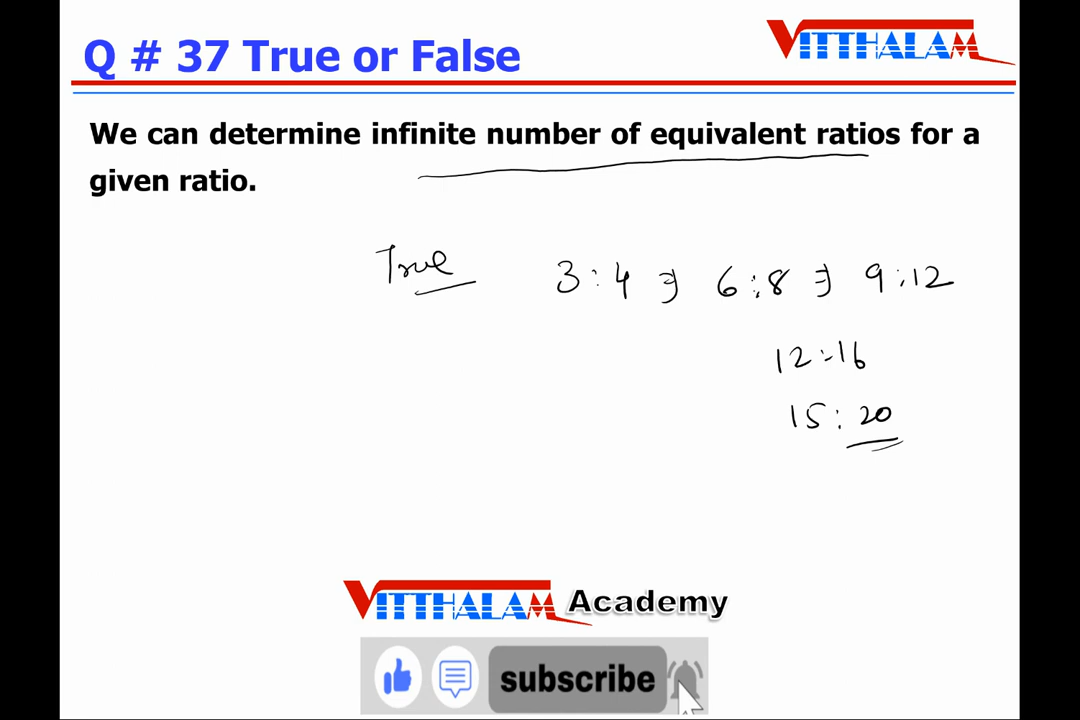 Q # 37 True or False
VITTHALAM
We can determine infinite number of equivalent ratios for a
given ratio.
True 3:4 ⇒ 6:8 ⇒ 9:12
12:16
15:20
VITTHALAM Academy
subscribe